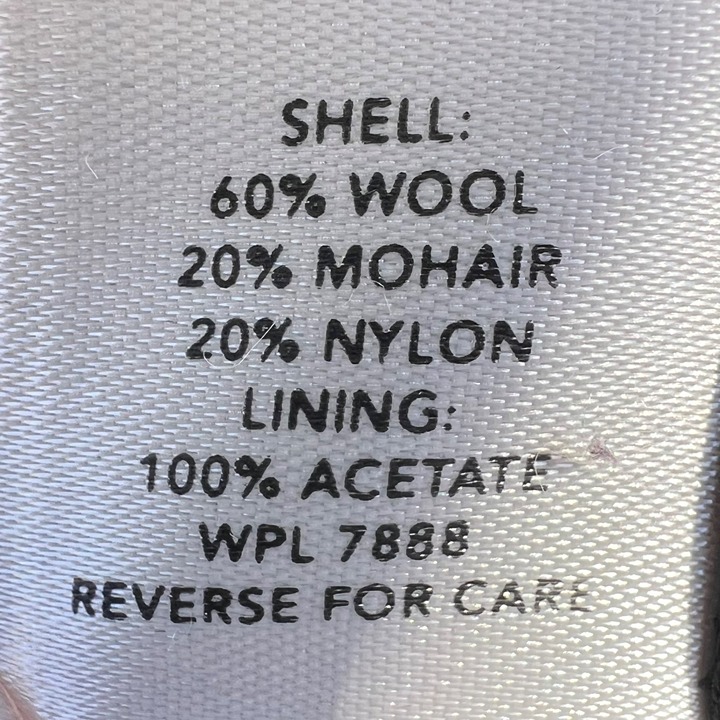 SHELL:
60% WOOL
20% MOHAIR
20% NYLON
LINING:
100% ACETATE
WPL 7888
REVERSE FOR CARE